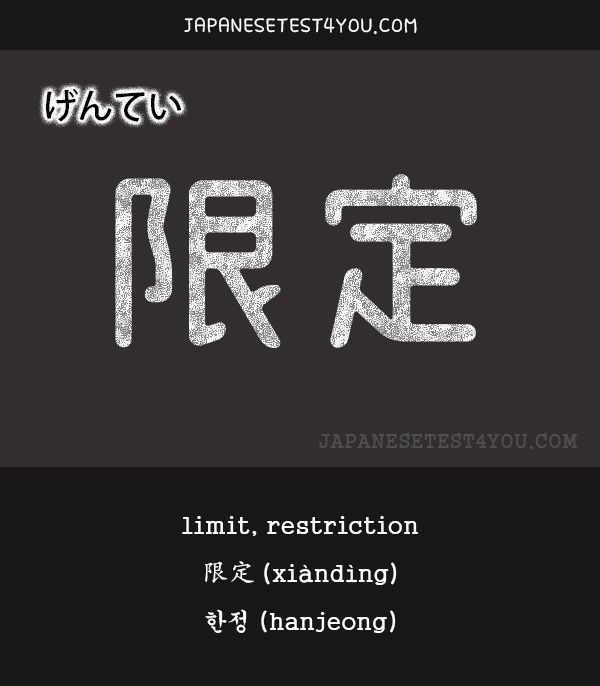 JAPANESETEST4YOU.COM
げんてい
限定
JAPANESETEST4YOU.COM
limit, restriction
限定 (xiàndìng)
한정 (hanjeong)